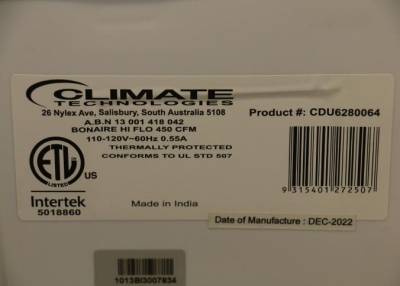 CLIMATE
TECHNOLOGIES
26 Nylex Ave, Salisbury, South Australia 5108
A.B.N 13 001 418 042
BONAIRE HI FLO 450 CFM
110-120V~60Hz 0.55A
THERMALLY PROTECTED
CONFORMS TO UL STD 507
Product #: CDU6280064
ETL
LISTED
US
Intertek
5018860
Made in India
9 315401 272507
Date of Manufacture : DEC-2022
1013BI3007834